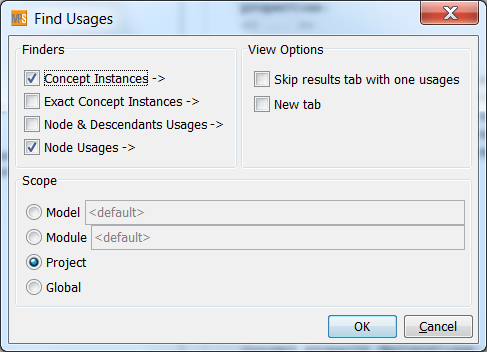 MPS Find Usages
Finders
Concept Instances ->
Exact Concept Instances ->
Node & Descendants Usages ->
Node Usages ->
View Options
Skip results tab with one usages
New tab
Scope
Model <default>
Module <default>
Project
Global
OK Cancel